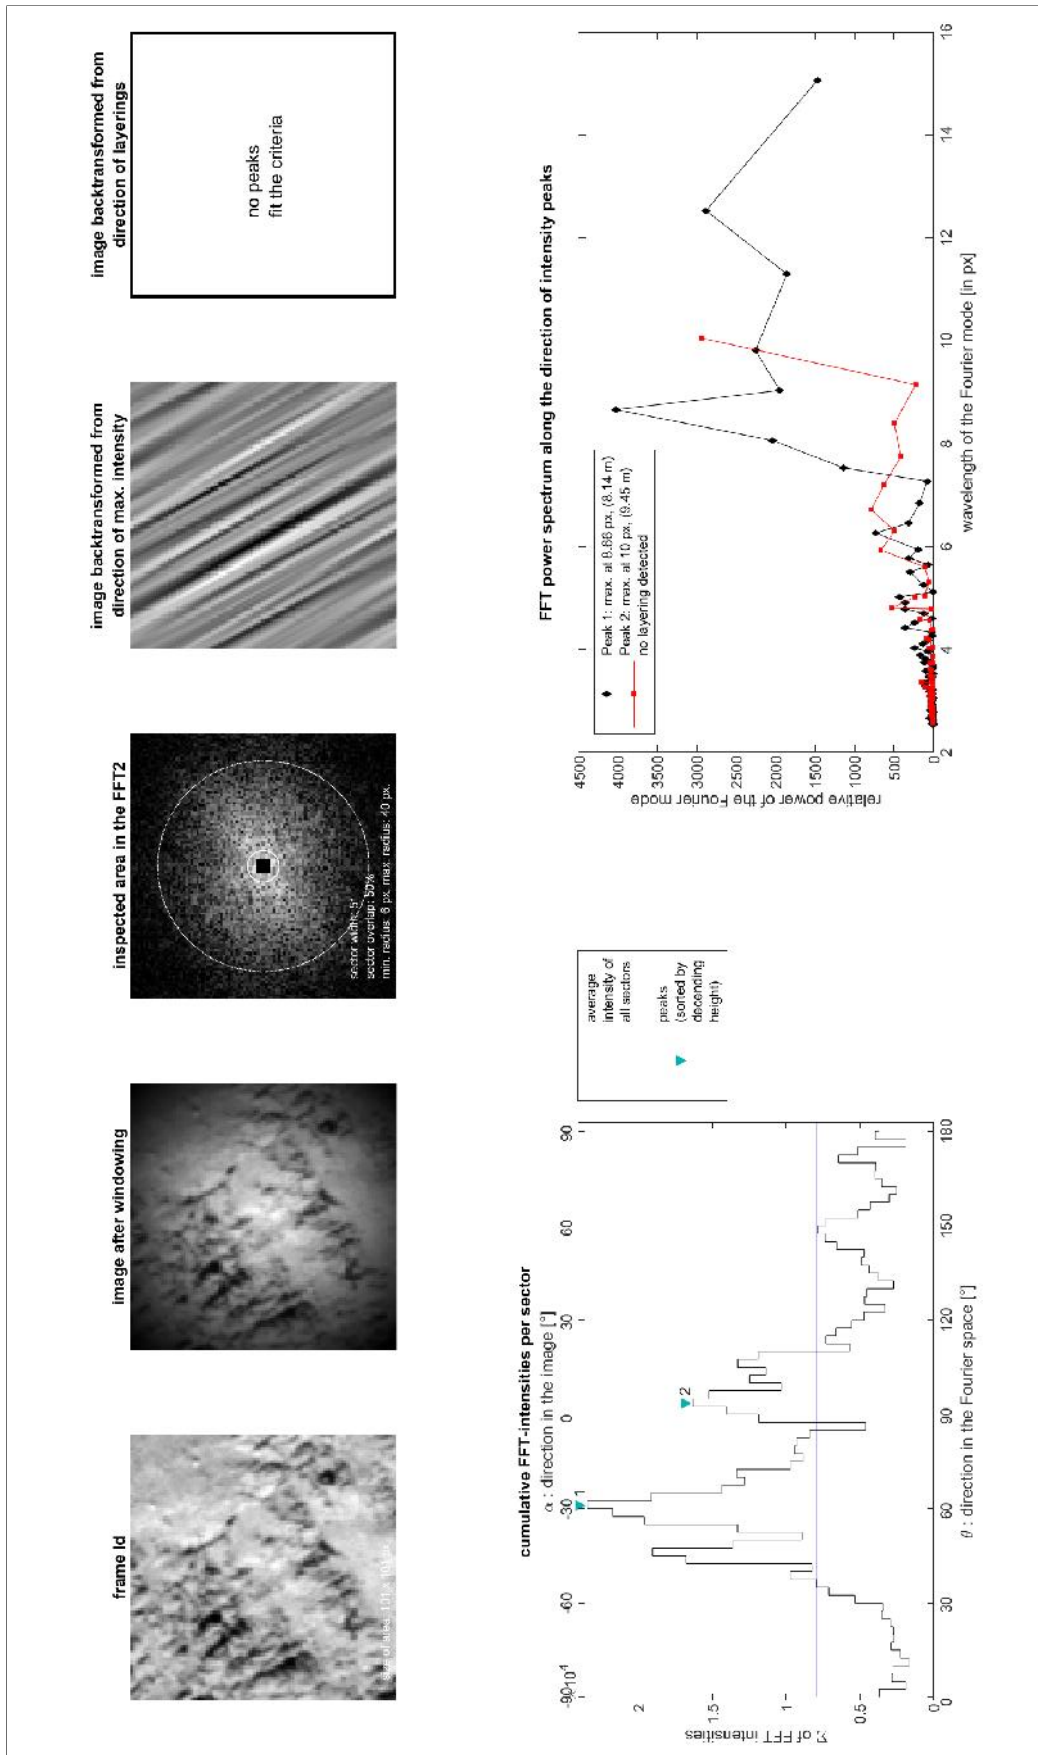 frame Id
image after windowing
inspected area in the FFT2
image backtransformed from
direction of max. intensity
image backtransformed from
direction of layerings
size of area: 101 x 101 px
sector width: 5°
sector overlap: 50%
min. radius: 6 px, max. radius: 40 px.
no peaks
fit the criteria
cumulative FFT-intensities per sector
α : direction in the image [°]
-90 -60 -30 0 30 60 90
10⁴
Σ of FFT intensities
2
1.5
1
0.5
0
1
2
0 30 60 90 120 150 180
θ : direction in the Fourier space [°]
average
intensity of
all sectors
peaks
(sorted by
decending
height)
FFT power spectrum along the direction of intensity peaks
relative power of the Fourier mode
4500
4000
3500
3000
2500
2000
1500
1000
500
0
Peak 1: max. at 8.66 px, (8.14 m)
Peak 2: max. at 10 px, (9.45 m)
no layering detected
2 4 6 8 10 12 14 16
wavelength of the Fourier mode [in px]